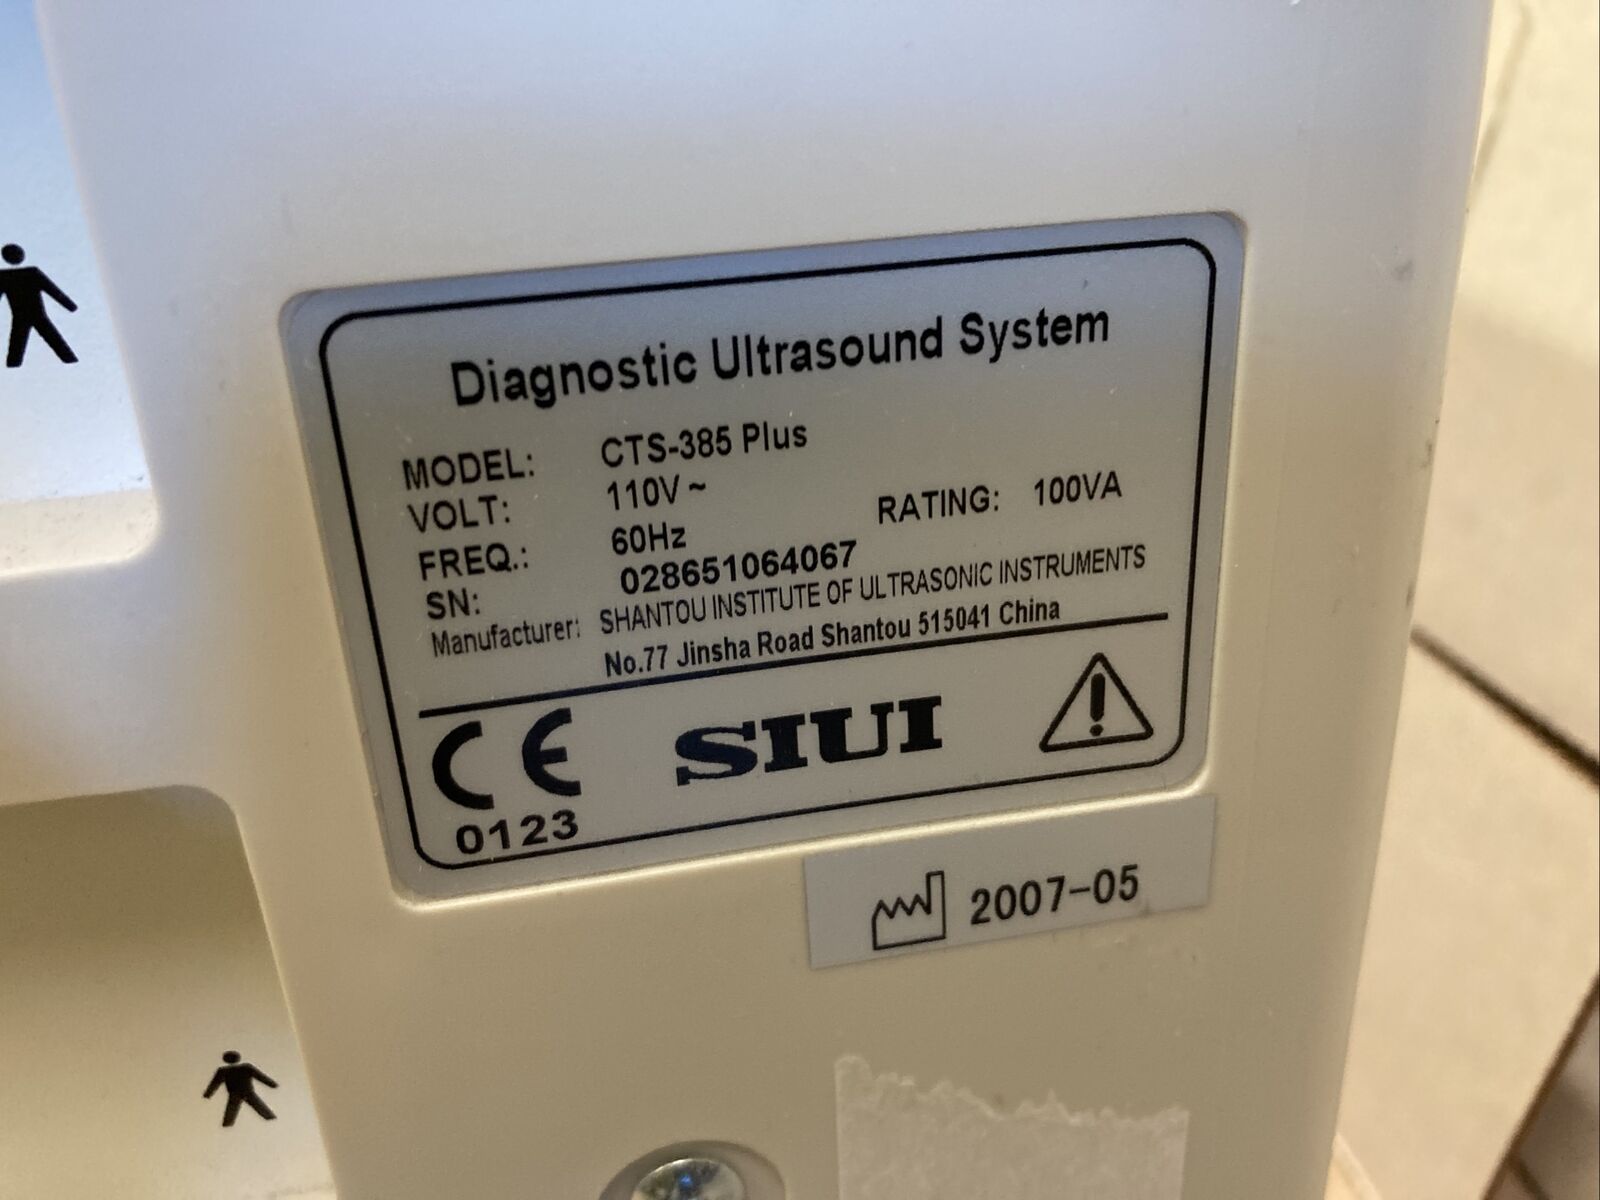 Diagnostic Ultrasound System
MODEL: CTS-385 Plus
VOLT: 110V~
FREQ.: 60Hz RATING: 100VA
SN: 028651064067
Manufacturer: SHANTOU INSTITUTE OF ULTRASONIC INSTRUMENTS
No.77 Jinsha Road Shantou 515041 China
CE SIUI
0123
2007-05